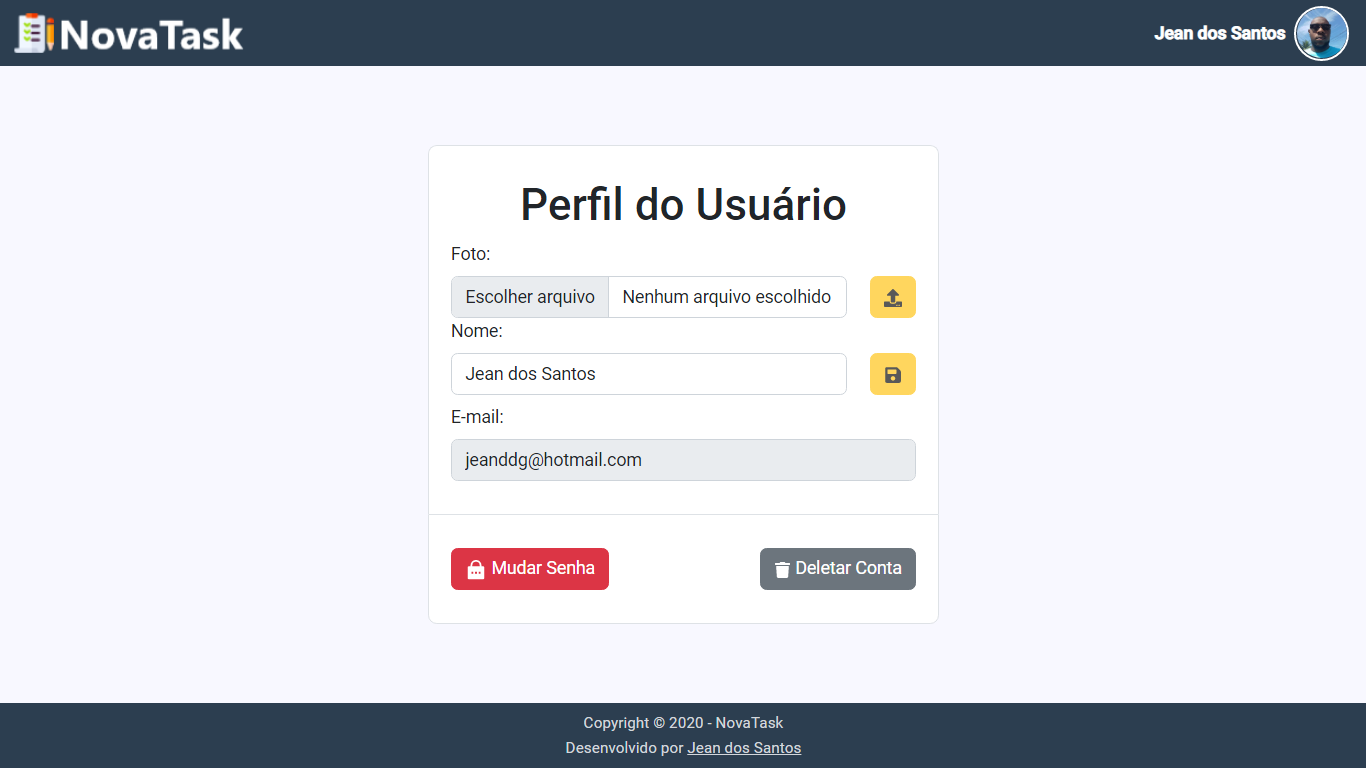 NovaTask
Jean dos Santos
Perfil do Usuário
Foto:
Escolher arquivo Nenhum arquivo escolhido
Nome:
Jean dos Santos
E-mail:
jeanddg@hotmail.com
Mudar Senha
Deletar Conta
Copyright © 2020 - NovaTask
Desenvolvido por Jean dos Santos